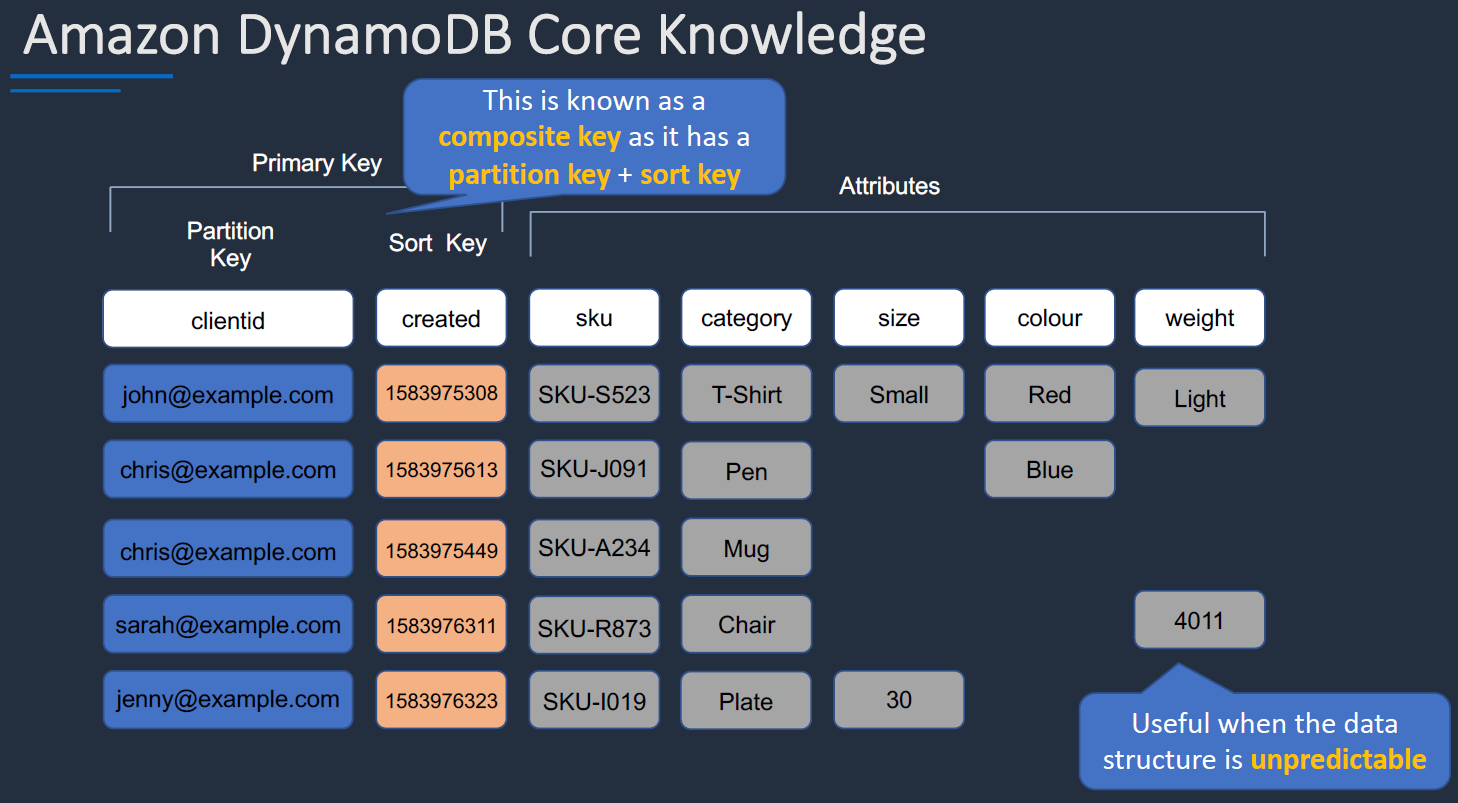 Amazon DynamoDB Core Knowledge
This is known as a
composite key as it has a
partition key + sort key
Primary Key
Attributes
Partition
Key
Sort Key
clientid created sku category size colour weight
john@example.com 1583975308 SKU-S523 T-Shirt Small Red Light
chris@example.com 1583975613 SKU-J091 Pen Blue
chris@example.com 1583975449 SKU-A234 Mug
sarah@example.com 1583976311 SKU-R873 Chair 4011
jenny@example.com 1583976323 SKU-I019 Plate 30
Useful when the data
structure is unpredictable